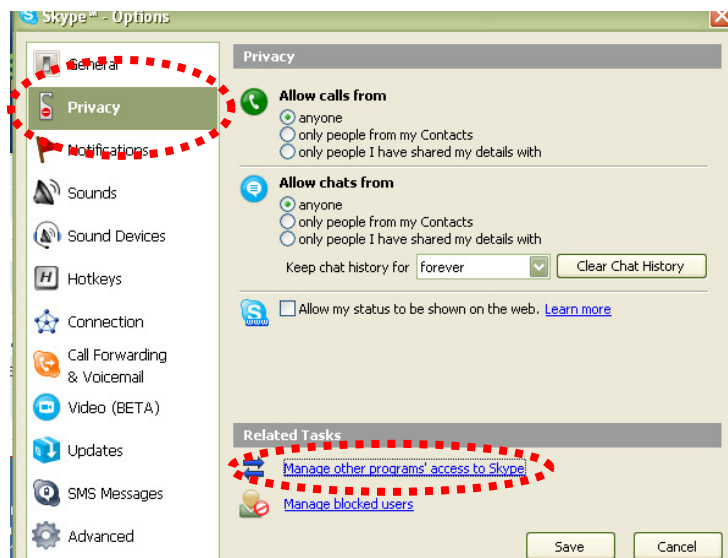 Skype™ - Options
General
Privacy
Notifications
Sounds
Sound Devices
H
Hotkeys
Connection
Call Forwarding
& Voicemail
Video (BETA)
Updates
SMS Messages
Advanced
Privacy
Allow calls from
anyone
only people from my Contacts
only people I have shared my details with
Allow chats from
anyone
only people from my Contacts
only people I have shared my details with
Keep chat history for forever Clear Chat History
www
Allow my status to be shown on the web. Learn more
Related Tasks
Manage other programs' access to Skype
Manage blocked users
Save Cancel